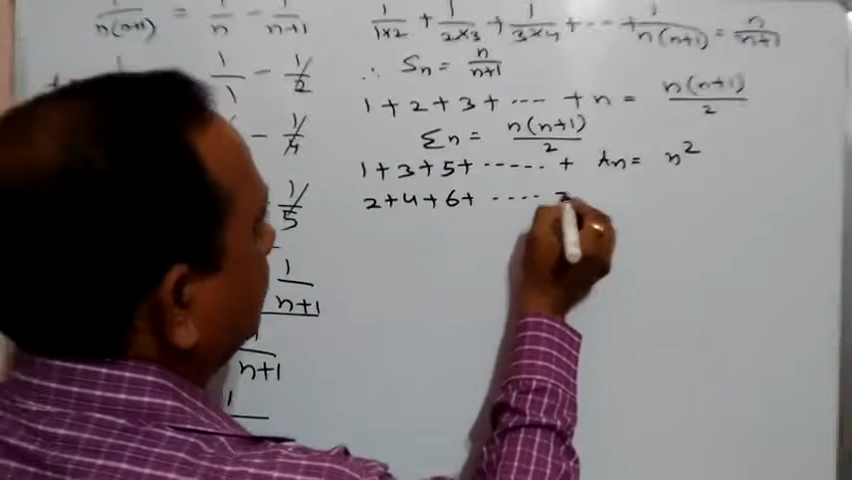 1/n(n+1) = 1/n - 1/n+1
1/1 - 1/2
- 1/4
1/5
1/n+1
n+1
1
1/1×2 + 1/2×3 + 1/3×4 + ... + 1/n(n+1) = n/n+1
∴ Sn = n/n+1
1+2+3+ .... +n = n(n+1)/2
Σn = n(n+1)/2
1+3+5+ ...... + tn = n²
2+4+6+ .... 2